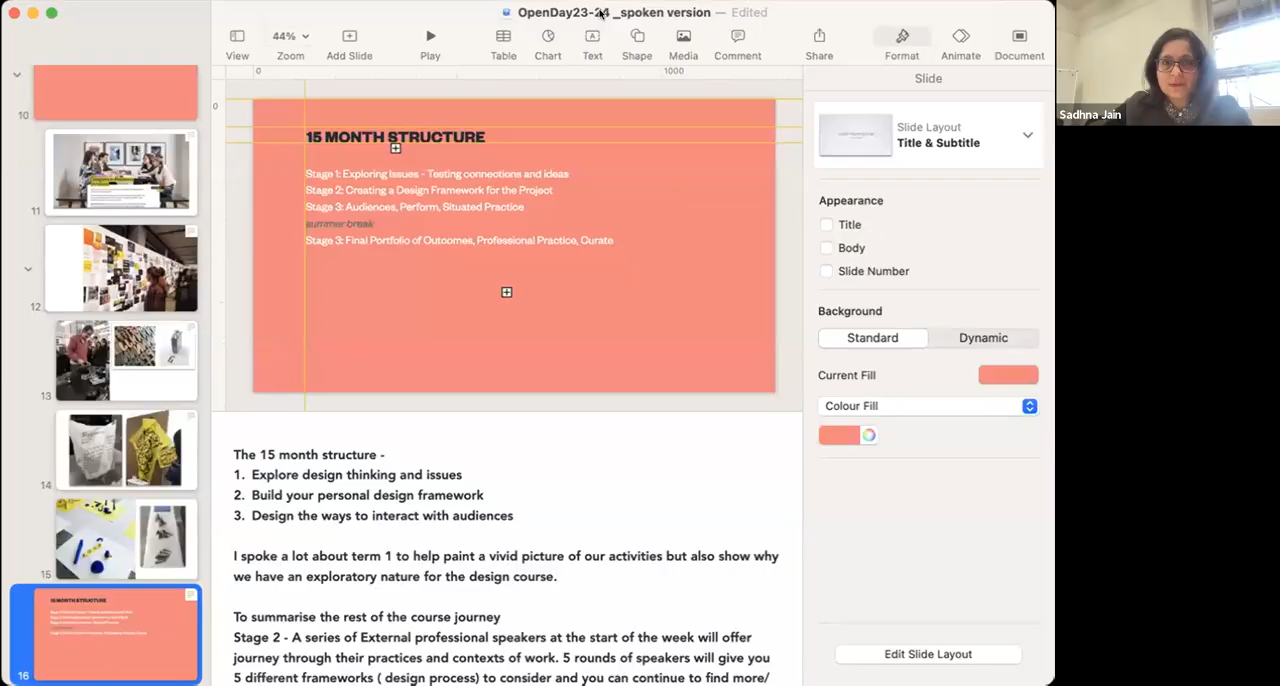 OpenDay23-24 _spoken version — Edited
View
44%
Zoom
Add Slide
Play
Table
Chart
Text
Shape
Media
Comment
Share
Format
Animate
Document
Sadhna Jain
0
1000
0
10
11
12
13
14
15
16
15 MONTH STRUCTURE
15 MONTH STRUCTURE
Stage 1: Exploring Issues - Testing connections and ideas
Stage 2: Creating a Design Framework for the Project
Stage 3: Audiences, Perform, Situated Practice
summer break
Stage 3: Final Portfolio of Outcomes, Professional Practice, Curate
The 15 month structure -
1. Explore design thinking and issues
2. Build your personal design framework
3. Design the ways to interact with audiences
I spoke a lot about term 1 to help paint a vivid picture of our activities but also show why
we have an exploratory nature for the design course.
To summarise the rest of the course journey
Stage 2 - A series of External professional speakers at the start of the week will offer
journey through their practices and contexts of work. 5 rounds of speakers will give you
5 different frameworks ( design process) to consider and you can continue to find more/
Slide
Slide Layout
Title & Subtitle
Appearance
Title
Body
Slide Number
Background
Standard
Dynamic
Current Fill
Colour Fill
Edit Slide Layout